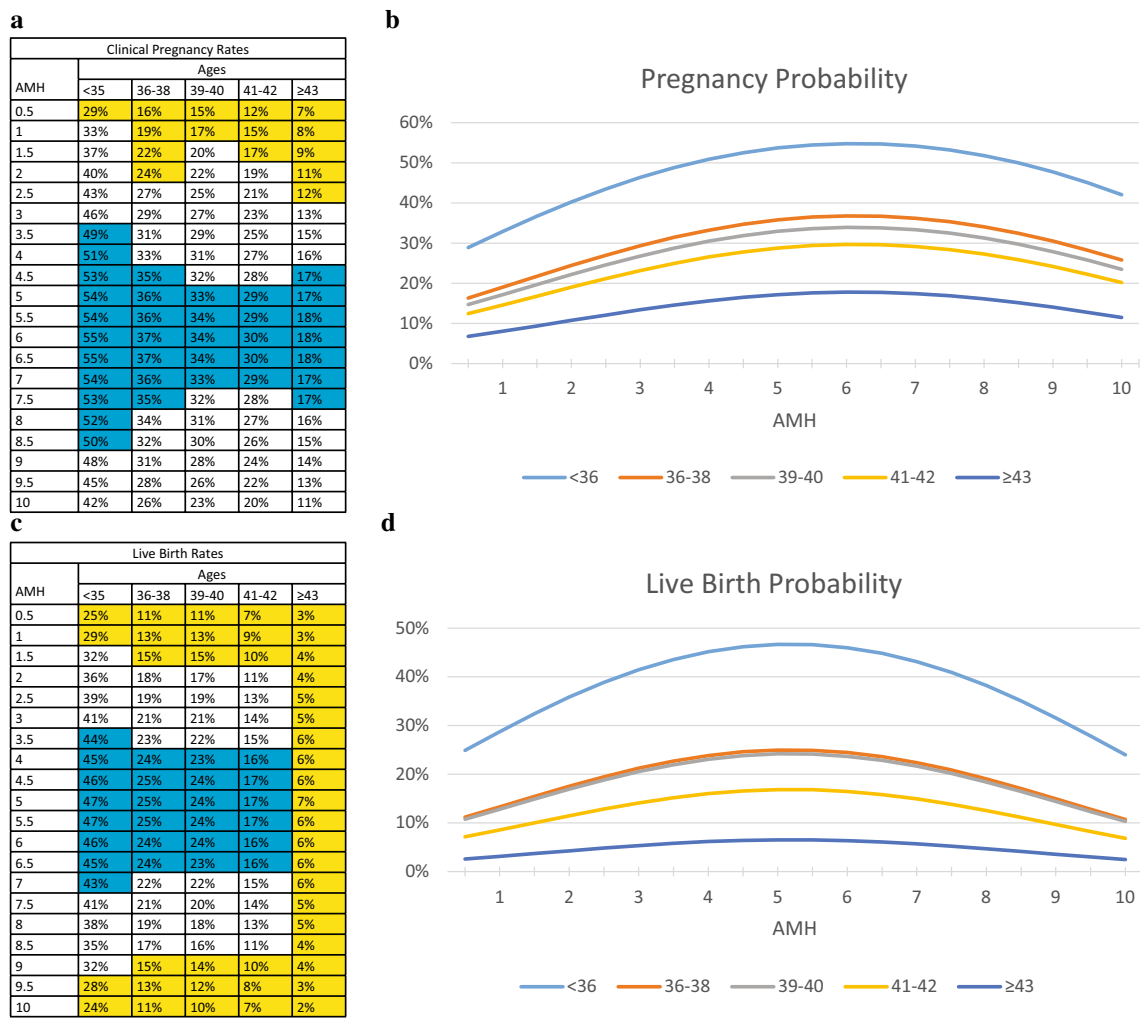 a
Clinical Pregnancy Rates
Ages
AMH <35 36-38 39-40 41-42 ≥43
0.5 29% 16% 15% 12% 7%
1 33% 19% 17% 15% 8%
1.5 37% 22% 20% 17% 9%
2 40% 24% 22% 19% 11%
2.5 43% 27% 25% 21% 12%
3 46% 29% 27% 23% 13%
3.5 49% 31% 29% 25% 15%
4 51% 33% 31% 27% 16%
4.5 53% 35% 32% 28% 17%
5 54% 36% 33% 29% 17%
5.5 54% 36% 34% 29% 18%
6 55% 37% 34% 30% 18%
6.5 55% 37% 34% 30% 18%
7 54% 36% 33% 29% 17%
7.5 53% 35% 32% 28% 17%
8 52% 34% 31% 27% 16%
8.5 50% 32% 30% 26% 15%
9 48% 31% 28% 24% 14%
9.5 45% 28% 26% 22% 13%
10 42% 26% 23% 20% 11%
b
Pregnancy Probability
60%
50%
40%
30%
20%
10%
0%
1 2 3 4 5 6 7 8 9 10
AMH
<36 36-38 39-40 41-42 ≥43
c
Live Birth Rates
Ages
AMH <35 36-38 39-40 41-42 ≥43
0.5 25% 11% 11% 7% 3%
1 29% 13% 13% 9% 3%
1.5 32% 15% 15% 10% 4%
2 36% 18% 17% 11% 4%
2.5 39% 19% 19% 13% 5%
3 41% 21% 21% 14% 5%
3.5 44% 23% 22% 15% 6%
4 45% 24% 23% 16% 6%
4.5 46% 25% 24% 17% 6%
5 47% 25% 24% 17% 7%
5.5 47% 25% 24% 17% 6%
6 46% 24% 24% 16% 6%
6.5 45% 24% 23% 16% 6%
7 43% 22% 22% 15% 6%
7.5 41% 21% 20% 14% 5%
8 38% 19% 18% 13% 5%
8.5 35% 17% 16% 11% 4%
9 32% 15% 14% 10% 4%
9.5 28% 13% 12% 8% 3%
10 24% 11% 10% 7% 2%
d
Live Birth Probability
50%
40%
30%
20%
10%
0%
1 2 3 4 5 6 7 8 9 10
AMH
<36 36-38 39-40 41-42 ≥43